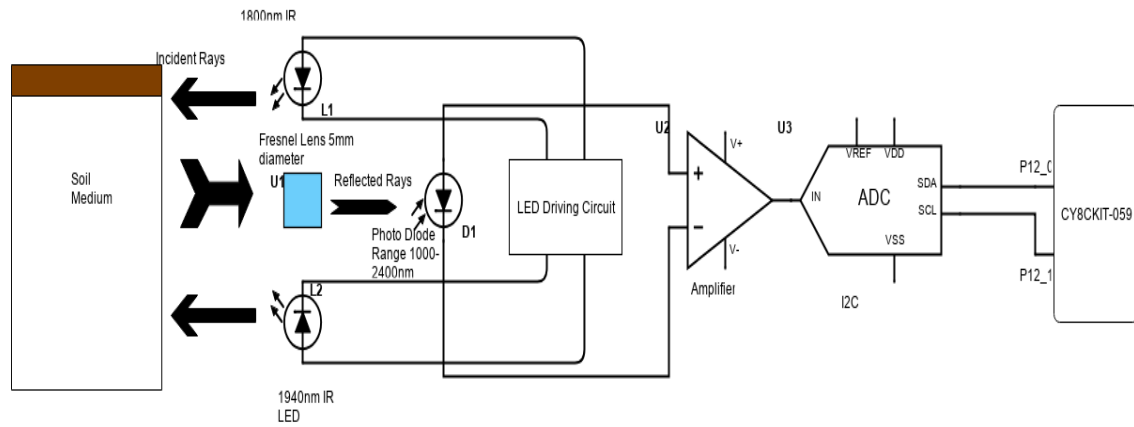 1800nm IR
Incident Rays
L1
Fresnel Lens 5mm
diameter
U1
Reflected Rays
Soil
Medium
Photo Diode
Range 1000-
2400nm
D1
LED Driving Circuit
L2
1940nm IR
LED
U2
V+
+
−
V-
Amplifier
U3
VREF
VDD
IN
ADC
SDA
SCL
VSS
I2C
P12_0
P12_1
CY8CKIT-059